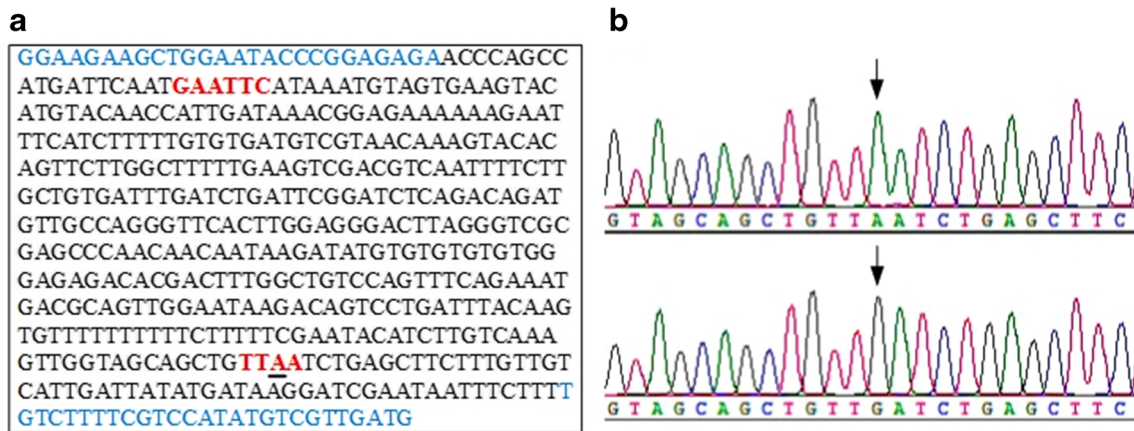 a
GGAAGAAGCTGGAATACCCGGAGAGAACCCAGCC
ATGATTCAATGAATTCATAAATGTAGTGAAGTAC
ATGTACAACCATTGATAAACGGAGAAAAAAGAAT
TTCATCTTTTTGTGTGATGTCGTAACAAAGTACAC
AGTTCTTGGCTTTTTGAAGTCGACGTCAATTTTCTT
GCTGTGATTTGATCTGATTCGGATCTCAGACAGAT
GTTGCCAGGGTTCACTTGGAGGGACTTAGGGTCGC
GAGCCCAACAACAATAAGATATGTGTGTGTGTGG
GAGAGACACGACTTTGGCTGTCCAGTTTCAGAAAT
GACGCAGTTGGAATAAGACAGTCCTGATTTACAAG
TGTTTTTTTTTTCTTTTTCGAATACATCTTGTCAAA
GTTGGTAGCAGCTGTTAATCTGAGCTTCTTTGTTGT
CATTGATTATATGATAAGGATCGAATAATTTCTTTT
GTCTTTTCGTCCATATGTCGTTGATG
b
GTAGCAGCTGTTAATCTGAGCTTC
GTAGCAGCTGTTGATCTGAGCTTC